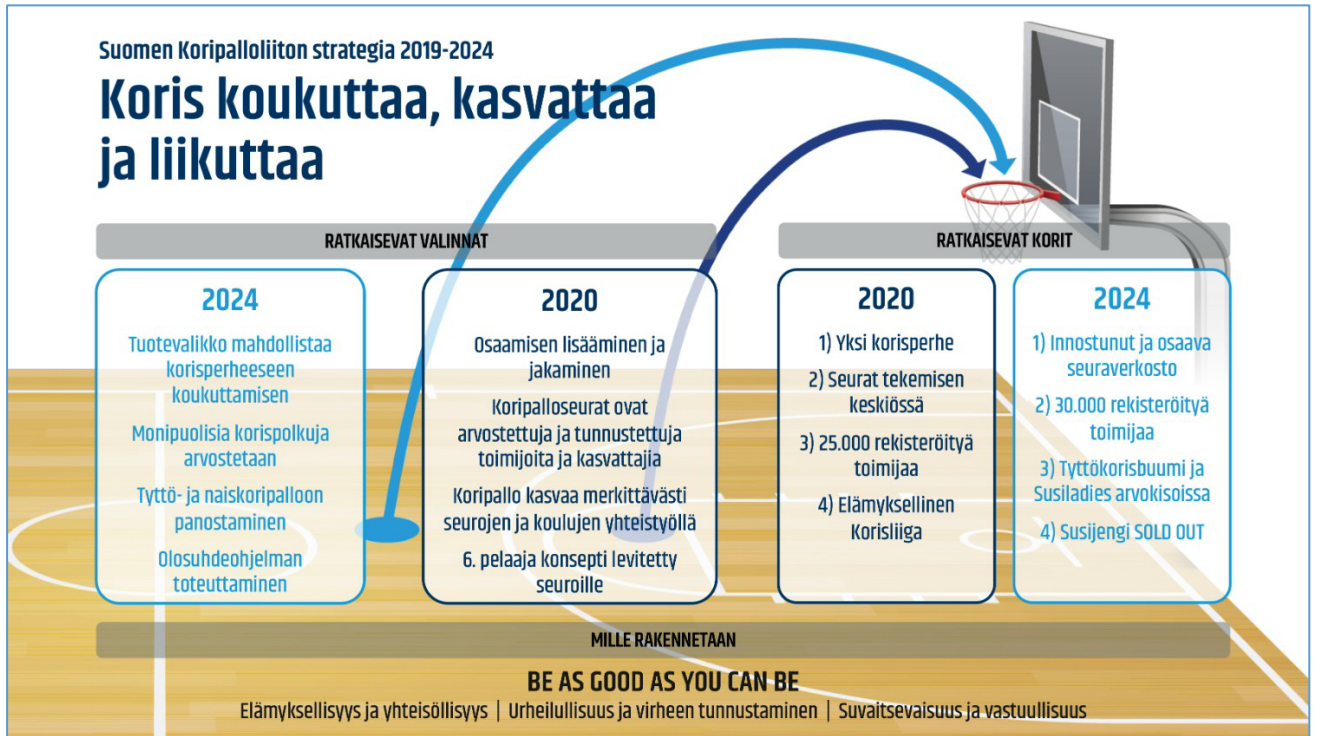 Suomen Koripalloliiton strategia 2019-2024
Koris koukuttaa, kasvattaa
ja liikuttaa
RATKAISEVAT VALINNAT
2024
Tuotevalikko mahdollistaa
korisperheeseen
koukuttamisen
Monipuolisia korispolkuja
arvostetaan
Tyttö- ja naiskoripalloon
panostaminen
Olosuhdeohjelman
toteuttaminen
2020
Osaamisen lisääminen ja
jakaminen
Koripalloseurat ovat
arvostettuja ja tunnustettuja
toimijoita ja kasvattajia
Koripallo kasvaa merkittävästi
seurojen ja koulujen yhteistyöllä
6. pelaaja konsepti levitetty
seuroille
RATKAISEVAT KORIT
2020
1) Yksi korisperhe
2) Seurat tekemisen
keskiössä
3) 25.000 rekisteröityä
toimijaa
4) Elämyksellinen
Korisliiga
2024
1) Innostunut ja osaava
seuraverkosto
2) 30.000 rekisteröityä
toimijaa
3) Tyttökorisbuumi ja
Susiladies arvokisoissa
4) Susijengi SOLD OUT
MILLE RAKENNETAAN
BE AS GOOD AS YOU CAN BE
Elämyksellisyys ja yhteisöllisyys | Urheilullisuus ja virheen tunnustaminen | Suvaitsevaisuus ja vastuullisuus